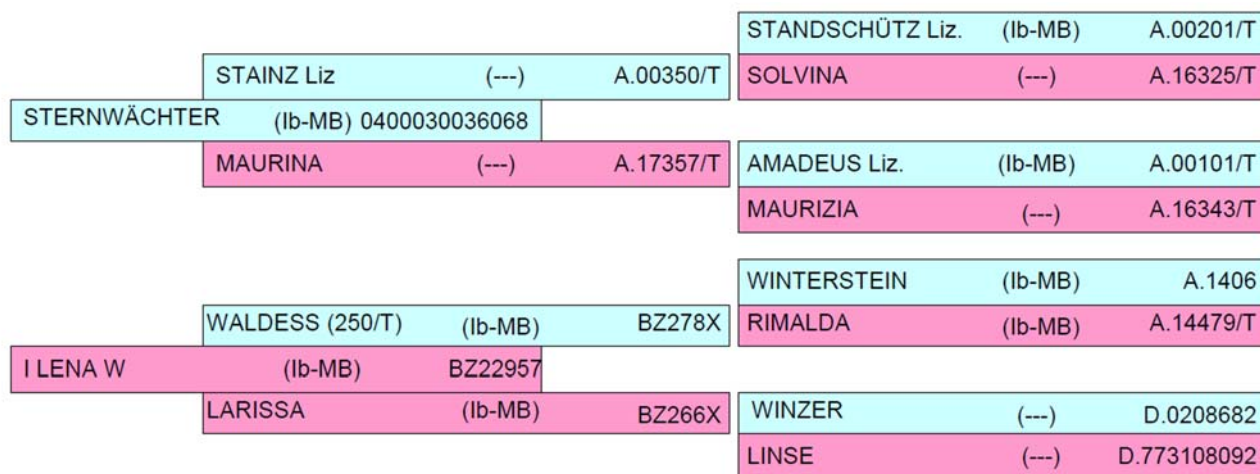 STANDSCHÜTZ Liz. (Ib-MB) A.00201/T
STAINZ Liz (---) A.00350/T
SOLVINA (---) A.16325/T
STERNWÄCHTER (Ib-MB) 0400030036068
MAURINA (---) A.17357/T
AMADEUS Liz. (Ib-MB) A.00101/T
MAURIZIA (---) A.16343/T
WINTERSTEIN (Ib-MB) A.1406
WALDESS (250/T) (Ib-MB) BZ278X
RIMALDA (Ib-MB) A.14479/T
I LENA W (Ib-MB) BZ22957
LARISSA (Ib-MB) BZ266X
WINZER (---) D.0208682
LINSE (---) D.773108092